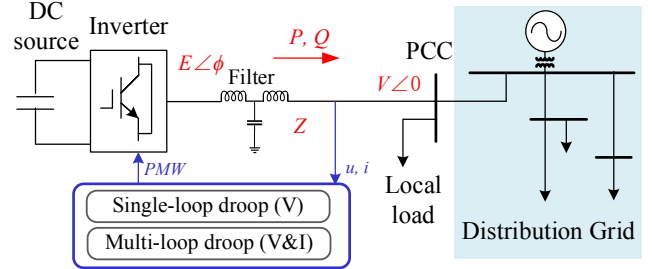 DC
source
Inverter
E∠ϕ
Filter
P, Q
Z
PCC
V∠0
PMW
u, i
Local
load
Single-loop droop (V)
Multi-loop droop (V&I)
Distribution Grid